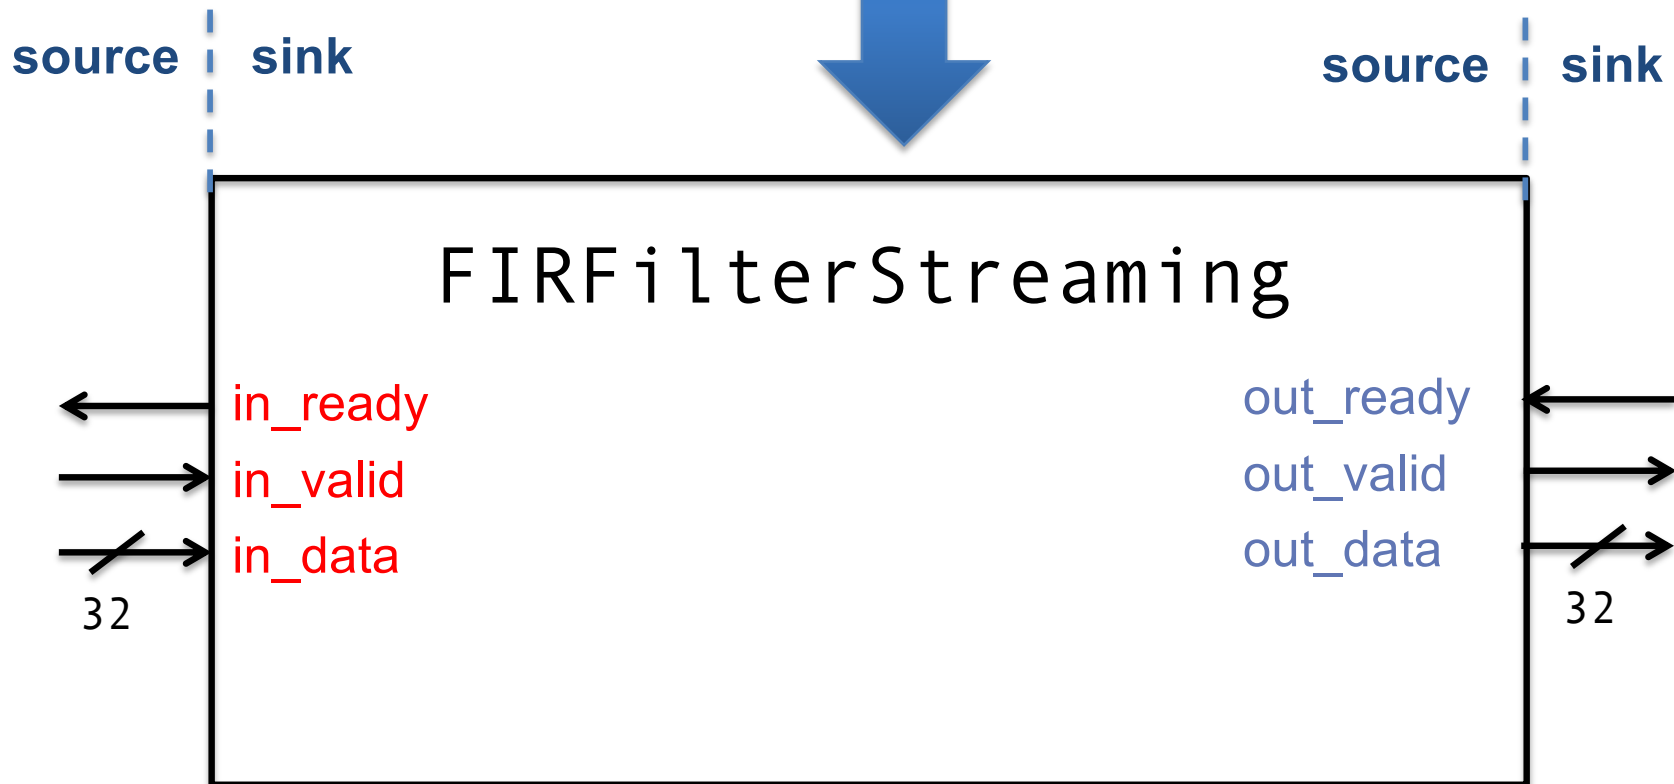 source sink source sink
FIRFilterStreaming
in_ready out_ready
in_valid out_valid
in_data out_data
32 32